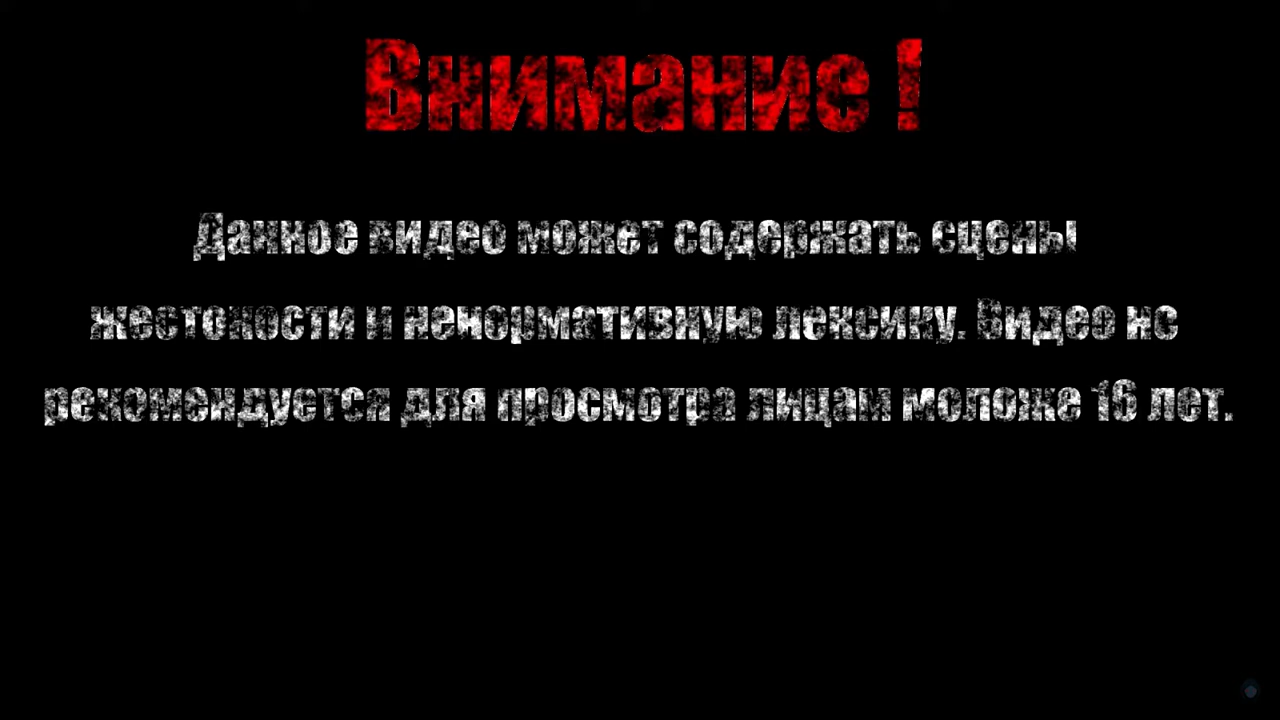 Внимание !
Данное видео может содержать сцены
жестокости и ненормативную лексику. Видео не
рекомендуется для просмотра лицам моложе 16 лет.